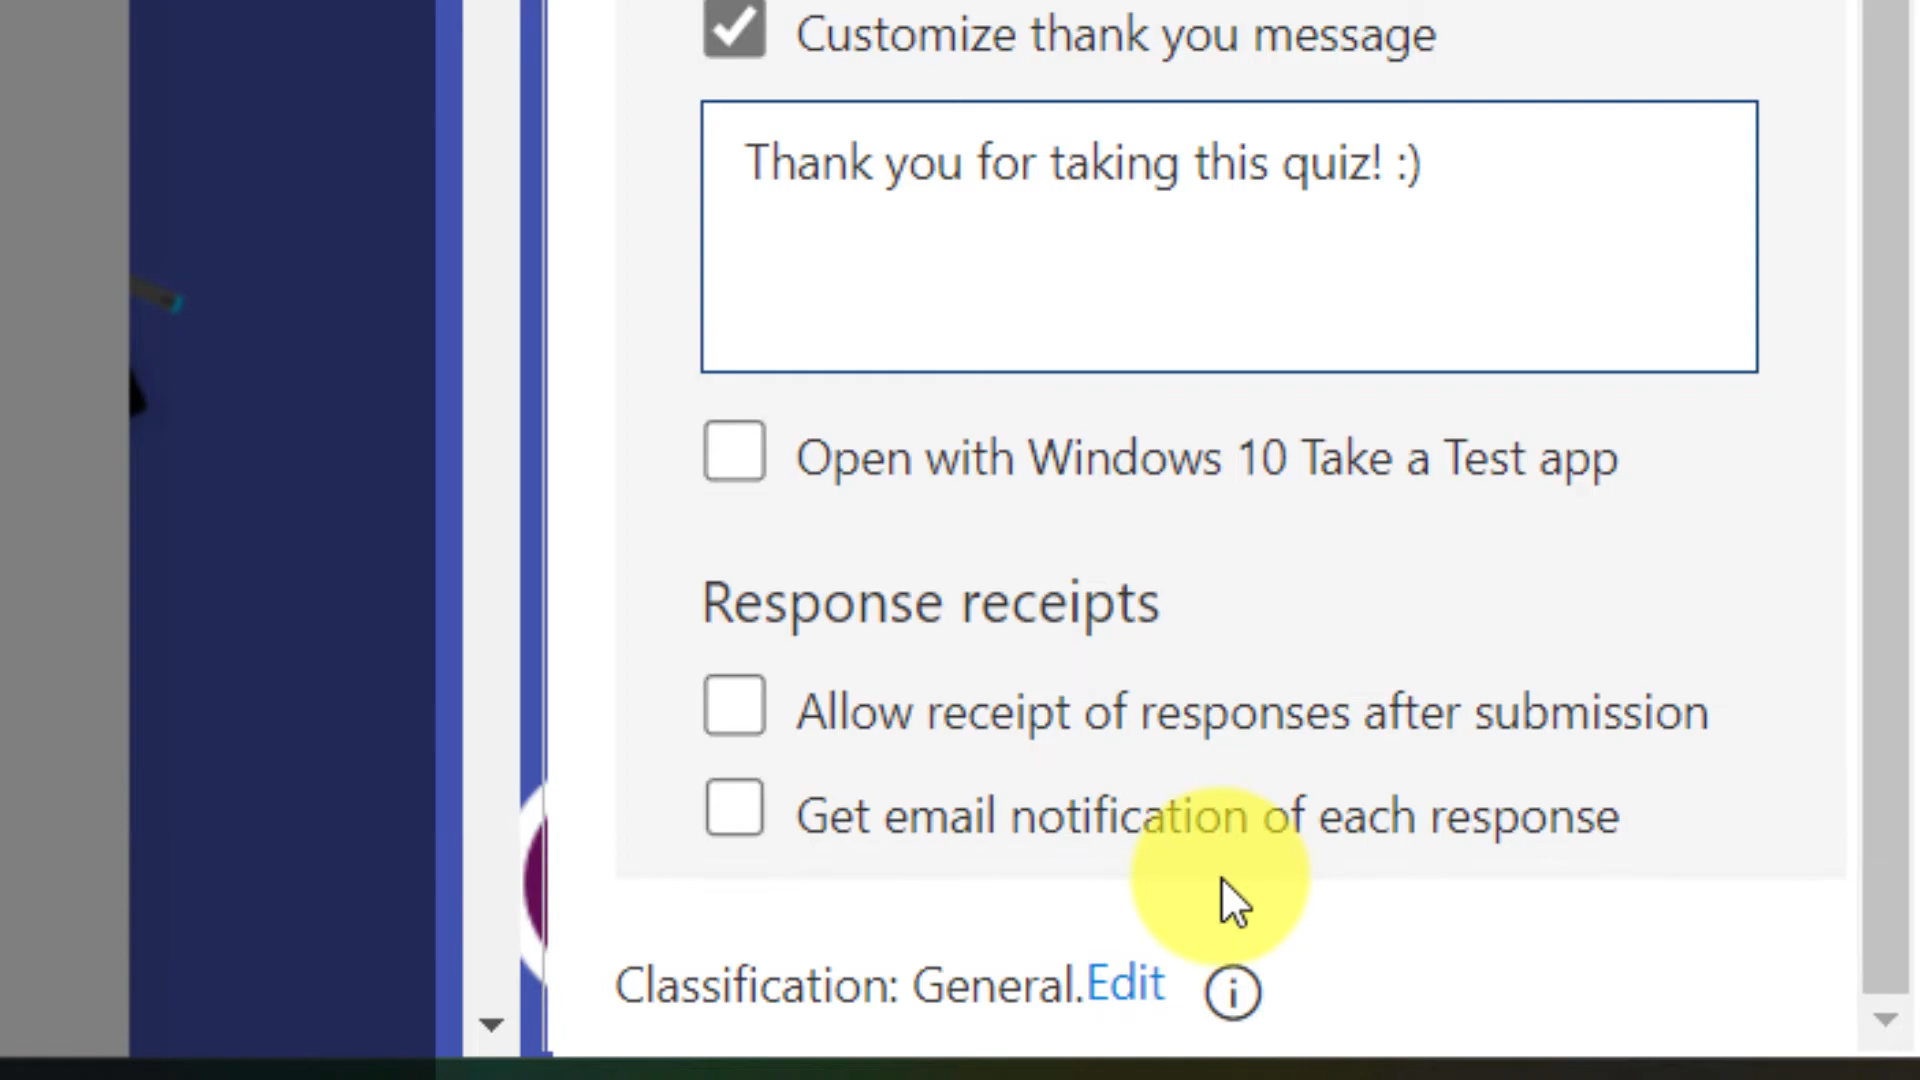 Customize thank you message
Thank you for taking this quiz! :)
Open with Windows 10 Take a Test app
Response receipts
Allow receipt of responses after submission
Get email notification of each response
Classification: General.Edit